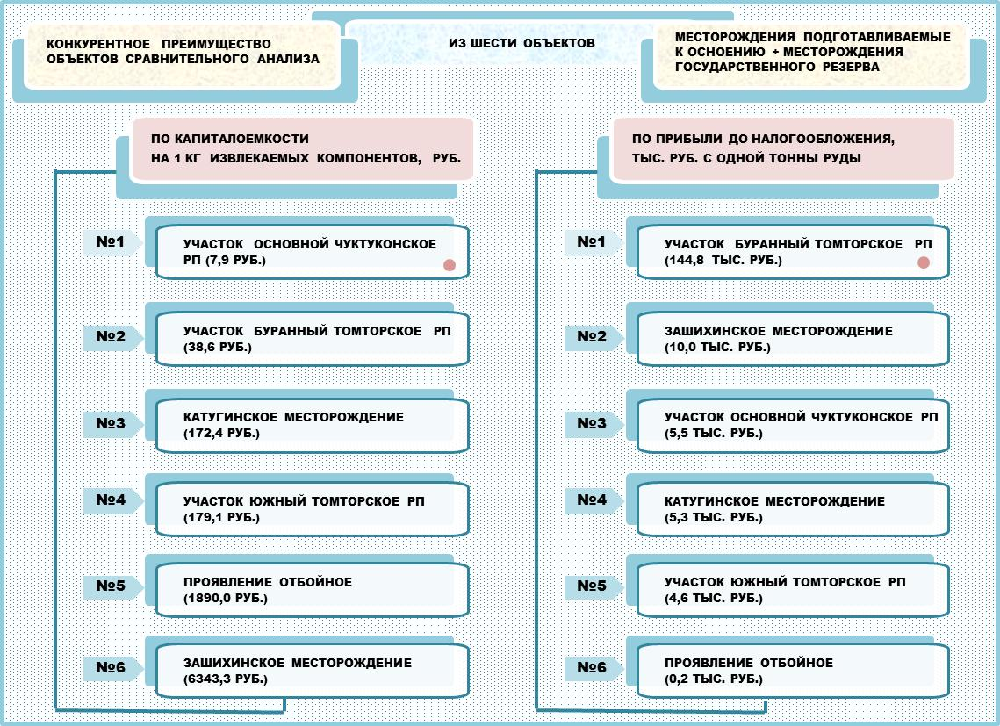 КОНКУРЕНТНОЕ ПРЕИМУЩЕСТВО
ОБЪЕКТОВ СРАВНИТЕЛЬНОГО АНАЛИЗА
ИЗ ШЕСТИ ОБЪЕКТОВ
МЕСТОРОЖДЕНИЯ ПОДГОТАВЛИВАЕМЫЕ
К ОСНОЕНИЮ + МЕСТОРОЖДЕНИЯ
ГОСУДАРСТВЕННОГО РЕЗЕРВА
ПО КАПИТАЛОЕМКОСТИ
НА 1 КГ ИЗВЛЕКАЕМЫХ КОМПОНЕНТОВ, РУБ.
№1
УЧАСТОК ОСНОВНОЙ ЧУКТУКОНСКОЕ
РП (7,9 РУБ.)
№2
УЧАСТОК БУРАННЫЙ ТОМТОРСКОЕ РП
(38,6 РУБ.)
№3
КАТУГИНСКОЕ МЕСТОРОЖДЕНИЕ
(172,4 РУБ.)
№4
УЧАСТОК ЮЖНЫЙ ТОМТОРСКОЕ РП
(179,1 РУБ.)
№5
ПРОЯВЛЕНИЕ ОТБОЙНОЕ
(1890,0 РУБ.)
№6
ЗАШИХИНСКОЕ МЕСТОРОЖДЕНИЕ
(6343,3 РУБ.)
ПО ПРИБЫЛИ ДО НАЛОГООБЛОЖЕНИЯ,
ТЫС. РУБ. С ОДНОЙ ТОННЫ РУДЫ
№1
УЧАСТОК БУРАННЫЙ ТОМТОРСКОЕ РП
(144,8 ТЫС. РУБ.)
№2
ЗАШИХИНСКОЕ МЕСТОРОЖДЕНИЕ
(10,0 ТЫС. РУБ.)
№3
УЧАСТОК ОСНОВНОЙ ЧУКТУКОНСКОЕ РП
(5,5 ТЫС. РУБ.)
№4
КАТУГИНСКОЕ МЕСТОРОЖДЕНИЕ
(5,3 ТЫС. РУБ.)
№5
УЧАСТОК ЮЖНЫЙ ТОМТОРСКОЕ РП
(4,6 ТЫС. РУБ.)
№6
ПРОЯВЛЕНИЕ ОТБОЙНОЕ
(0,2 ТЫС. РУБ.)